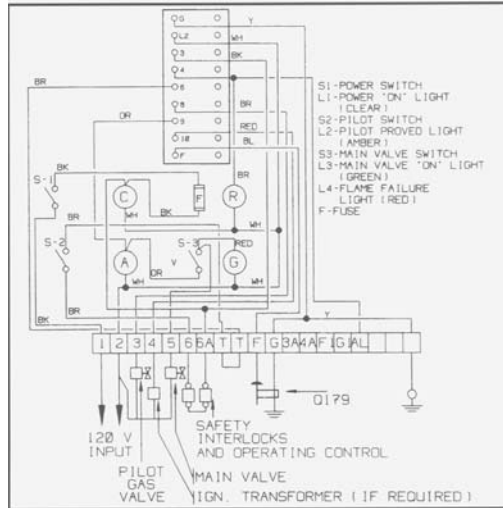 G
Y
L2
WH
3
BK
4
BR
6
8
BR
OR
9
RED
10
BL
F
S1-POWER SWITCH
L1-POWER 'ON' LIGHT
(CLEAR)
S2-PILOT SWITCH
L2-PILOT PROVED LIGHT
(AMBER)
S3-MAIN VALVE SWITCH
L3-MAIN VALVE 'ON' LIGHT
(GREEN)
L4-FLAME FAILURE
LIGHT (RED)
F-FUSE
BR
S-1
BK
C
F
R
BK
WH
WH
BR
S-2
S-3
RED
A
V
G
OR
WH
WH
BK
BR
Y
1 2 3 4 5 6 6A T T F G 3A 4A F1 G1 AL
120 V
INPUT
PILOT
GAS
VALVE
SAFETY
INTERLOCKS
AND OPERATING CONTROL
Q179
MAIN VALVE
IGN. TRANSFORMER (IF REQUIRED)